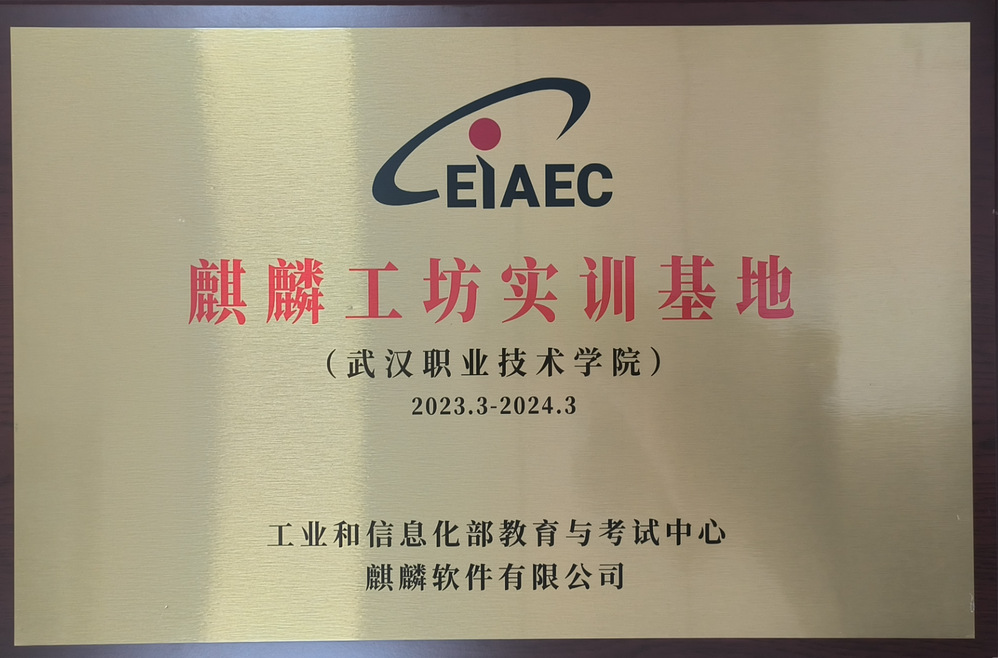 EIAEC
麒麟工坊实训基地
（武汉职业技术学院）
2023.3-2024.3
工业和信息化部教育与考试中心
麒麟软件有限公司